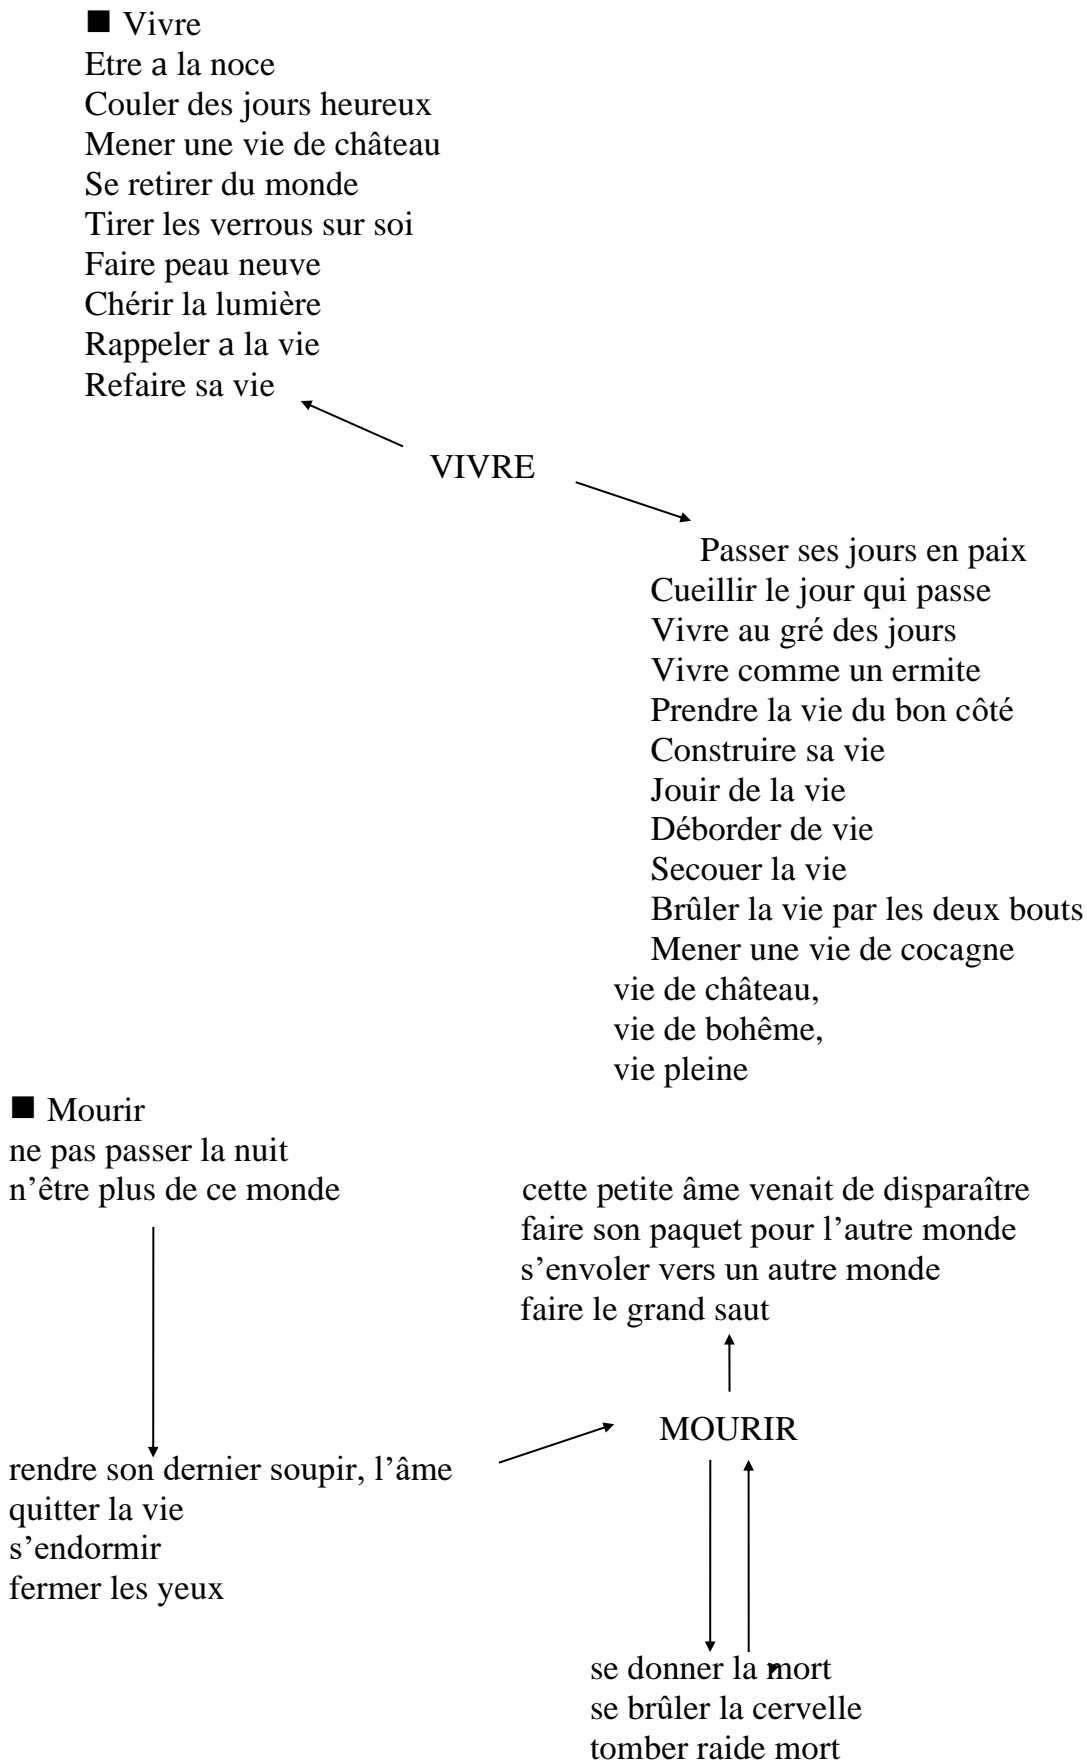 ■ Vivre
Etre a la noce
Couler des jours heureux
Mener une vie de château
Se retirer du monde
Tirer les verrous sur soi
Faire peau neuve
Chérir la lumière
Rappeler a la vie
Refaire sa vie
VIVRE
Passer ses jours en paix
Cueillir le jour qui passe
Vivre au gré des jours
Vivre comme un ermite
Prendre la vie du bon côté
Construire sa vie
Jouir de la vie
Déborder de vie
Secouer la vie
Brûler la vie par les deux bouts
Mener une vie de cocagne
vie de château,
vie de bohême,
vie pleine
■ Mourir
ne pas passer la nuit
n’être plus de ce monde
cette petite âme venait de disparaître
faire son paquet pour l’autre monde
s’envoler vers un autre monde
faire le grand saut
MOURIR
rendre son dernier soupir, l’âme
quitter la vie
s’endormir
fermer les yeux
se donner la mort
se brûler la cervelle
tomber raide mort